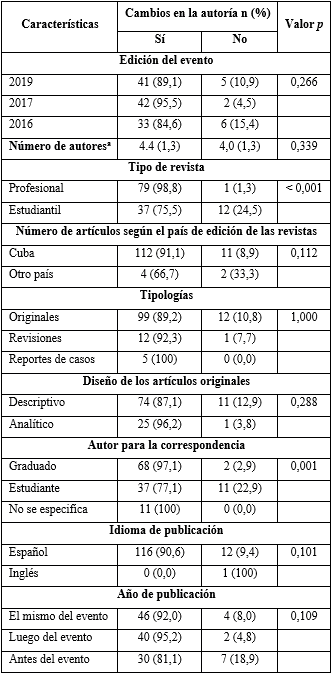 Características Cambios en la autoría n (%) Valor p
Sí No
Edición del evento
2019 41 (89,1) 5 (10,9) 0,266
2017 42 (95,5) 2 (4,5)
2016 33 (84,6) 6 (15,4)
Número de autoresª 4.4 (1,3) 4,0 (1,3) 0,339
Tipo de revista
Profesional 79 (98,8) 1 (1,3) < 0,001
Estudiantil 37 (75,5) 12 (24,5)
Número de artículos según el país de edición de las revistas
Cuba 112 (91,1) 11 (8,9) 0,112
Otro país 4 (66,7) 2 (33,3)
Tipologías
Originales 99 (89,2) 12 (10,8) 1,000
Revisiones 12 (92,3) 1 (7,7)
Reportes de casos 5 (100) 0 (0,0)
Diseño de los artículos originales
Descriptivo 74 (87,1) 11 (12,9) 0,288
Analítico 25 (96,2) 1 (3,8)
Autor para la correspondencia
Graduado 68 (97,1) 2 (2,9) 0,001
Estudiante 37 (77,1) 11 (22,9)
No se especifica 11 (100) 0 (0,0)
Idioma de publicación
Español 116 (90,6) 12 (9,4) 0,101
Inglés 0 (0,0) 1 (100)
Año de publicación
El mismo del evento 46 (92,0) 4 (8,0) 0,109
Luego del evento 40 (95,2) 2 (4,8)
Antes del evento 30 (81,1) 7 (18,9)